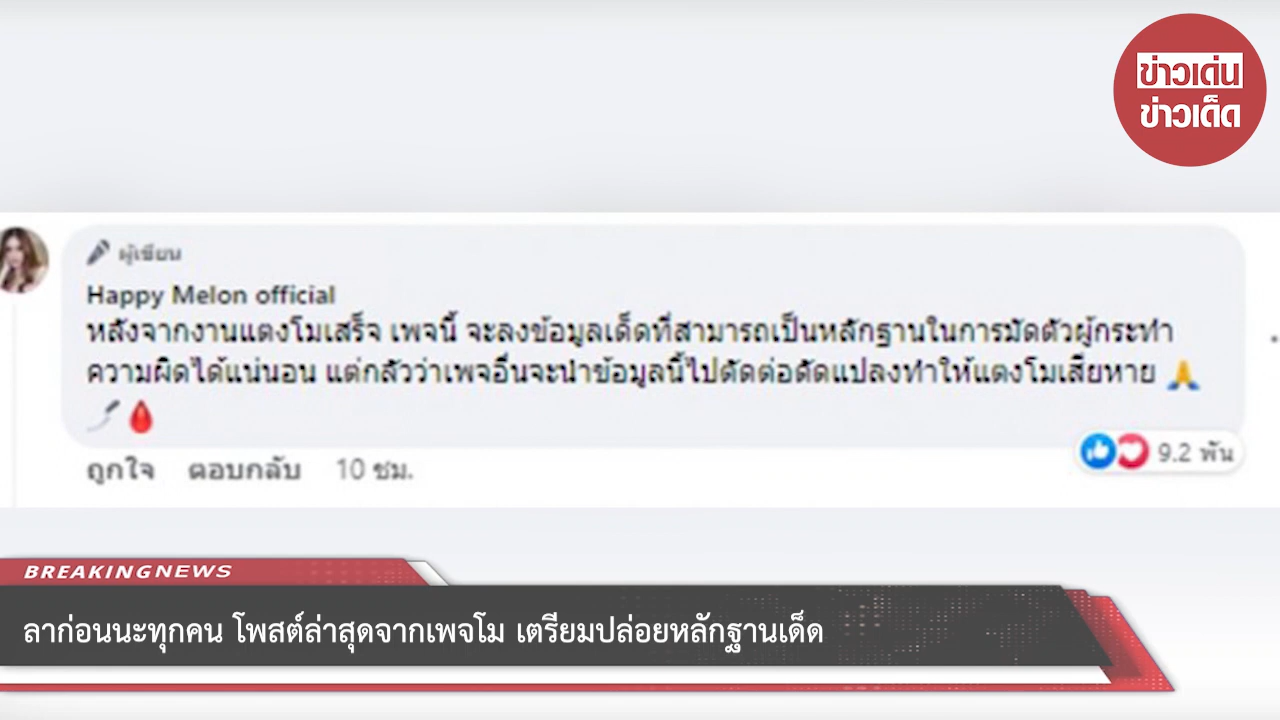 ข่าวเด่น
ข่าวเด็ด
ผู้เขียน
Happy Melon official
หลังจากงานแตงโมเสร็จ เพจนี้ จะลงข้อมูลเด็ดที่สามารถเป็นหลักฐานในการมัดตัวผู้กระทำ
ความผิดได้แน่นอน แต่กลัวว่าเพจอื่นจะนำข้อมูลนี้ไปตัดต่อดัดแปลงทำให้แตงโมเสียหาย 🙏
ถูกใจ ตอบกลับ 10 ชม. 9.2 พัน
BREAKINGNEWS
ลาก่อนนะทุกคน โพสต์ล่าสุดจากเพจโม เตรียมปล่อยหลักฐานเด็ด